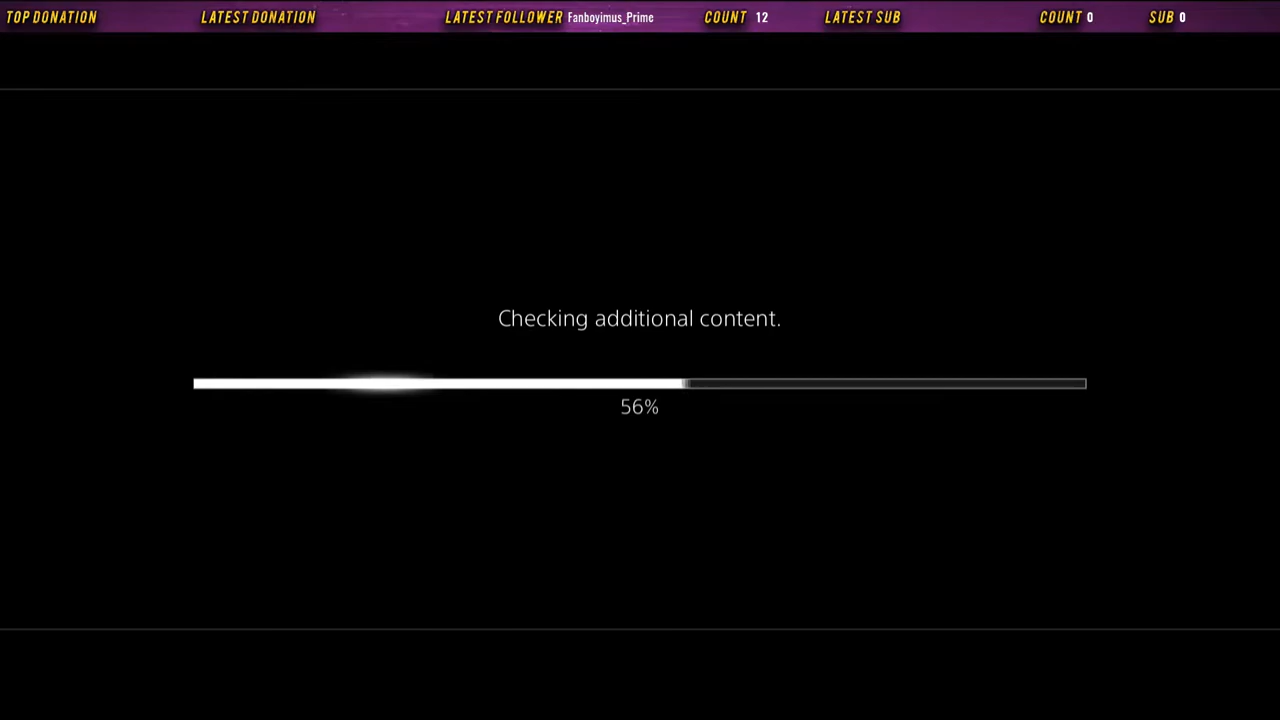 TOP DONATION LATEST DONATION LATEST FOLLOWER Fanboyimus_Prime COUNT 12 LATEST SUB COUNT 0 SUB 0
Checking additional content.
56%